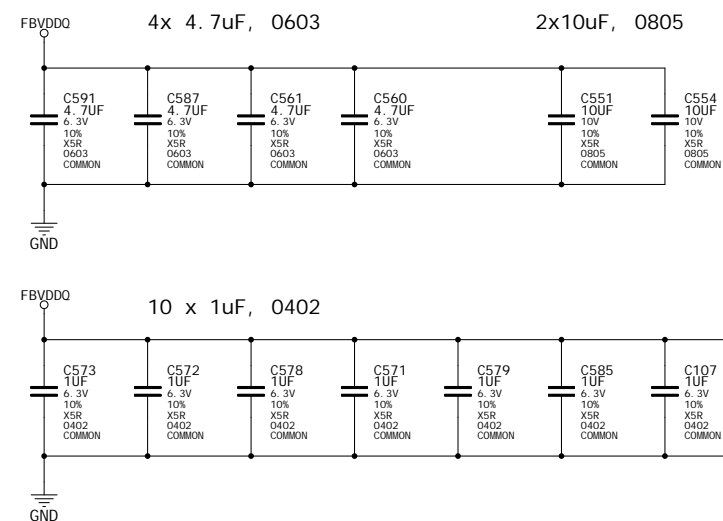 FBVDDQ
4x 4.7uF, 0603
2x10uF, 0805
C591
4.7UF
6.3V
10%
X5R
0603
COMMON
C587
4.7UF
6.3V
10%
X5R
0603
COMMON
C561
4.7UF
6.3V
10%
X5R
0603
COMMON
C560
4.7UF
6.3V
10%
X5R
0603
COMMON
C551
10UF
10V
10%
X5R
0805
COMMON
C554
10UF
10V
10%
X5R
0805
COMMON
GND
FBVDDQ
10 x 1uF, 0402
C573
1UF
6.3V
10%
X5R
0402
COMMON
C572
1UF
6.3V
10%
X5R
0402
COMMON
C578
1UF
6.3V
10%
X5R
0402
COMMON
C571
1UF
6.3V
10%
X5R
0402
COMMON
C579
1UF
6.3V
10%
X5R
0402
COMMON
C585
1UF
6.3V
10%
X5R
0402
COMMON
C107
1UF
6.3V
10%
X5R
0402
COMMON
GND